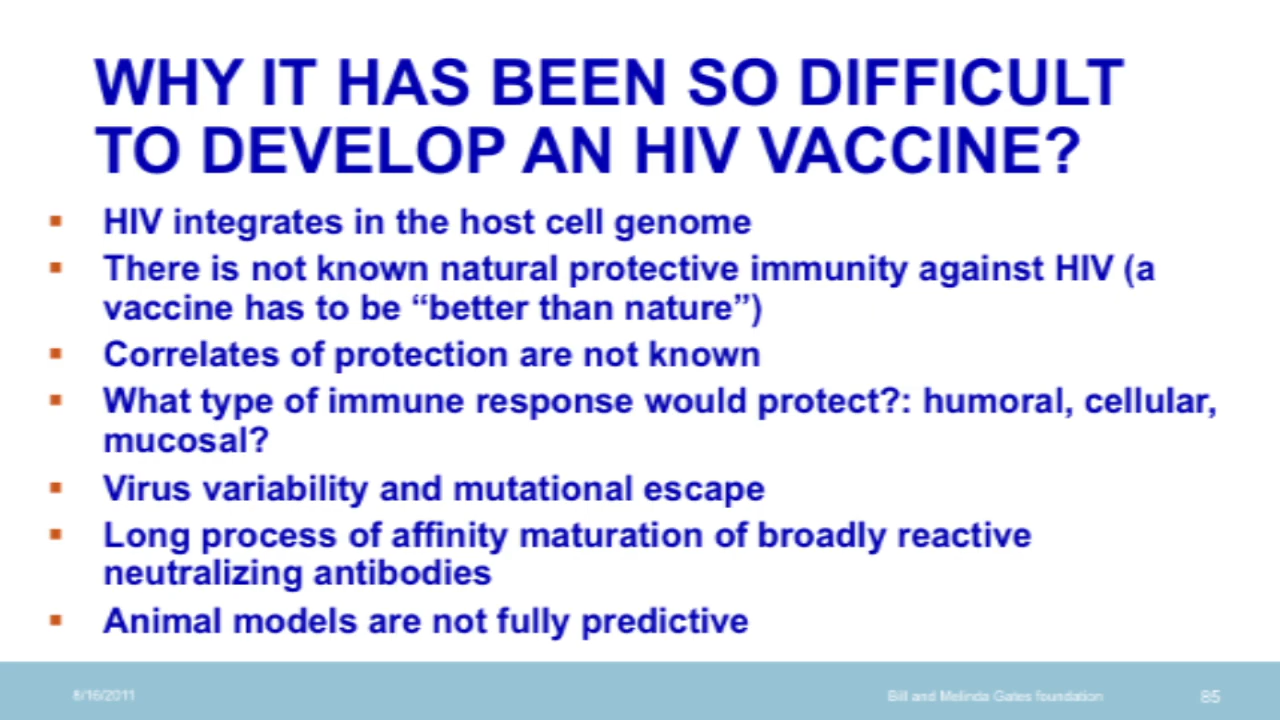 WHY IT HAS BEEN SO DIFFICULT
TO DEVELOP AN HIV VACCINE?
▪ HIV integrates in the host cell genome
▪ There is not known natural protective immunity against HIV (a
vaccine has to be “better than nature”)
▪ Correlates of protection are not known
▪ What type of immune response would protect?: humoral, cellular,
mucosal?
▪ Virus variability and mutational escape
▪ Long process of affinity maturation of broadly reactive
neutralizing antibodies
▪ Animal models are not fully predictive
8/16/2011 Bill and Melinda Gates foundation 85